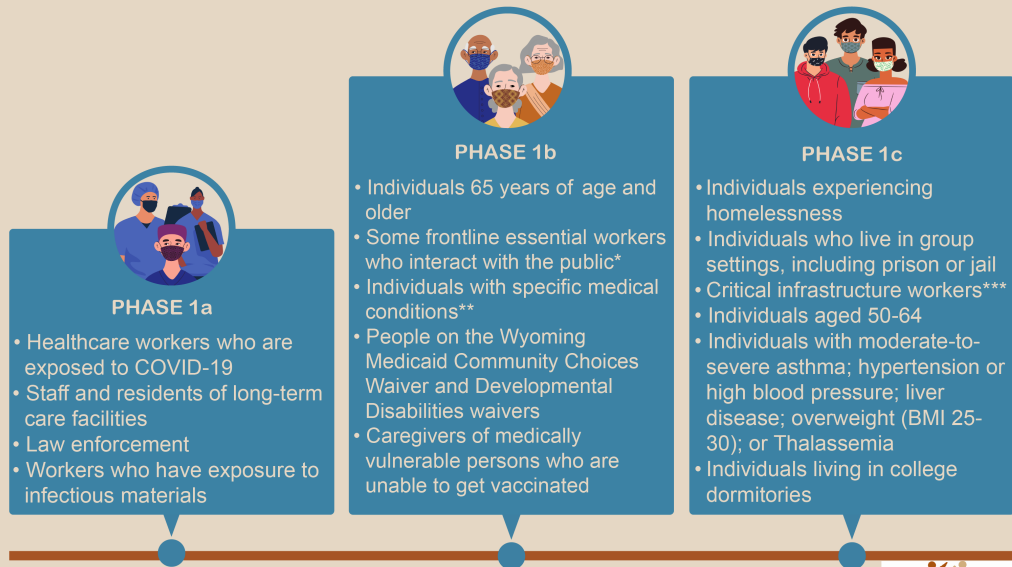 PHASE 1a
• Healthcare workers who are
exposed to COVID-19
• Staff and residents of long-term
care facilities
• Law enforcement
• Workers who have exposure to
infectious materials
PHASE 1b
• Individuals 65 years of age and
older
• Some frontline essential workers
who interact with the public*
• Individuals with specific medical
conditions**
• People on the Wyoming
Medicaid Community Choices
Waiver and Developmental
Disabilities waivers
• Caregivers of medically
vulnerable persons who are
unable to get vaccinated
PHASE 1c
• Individuals experiencing
homelessness
• Individuals who live in group
settings, including prison or jail
• Critical infrastructure workers***
• Individuals aged 50-64
• Individuals with moderate-to-
severe asthma; hypertension or
high blood pressure; liver
disease; overweight (BMI 25-
30); or Thalassemia
• Individuals living in college
dormitories